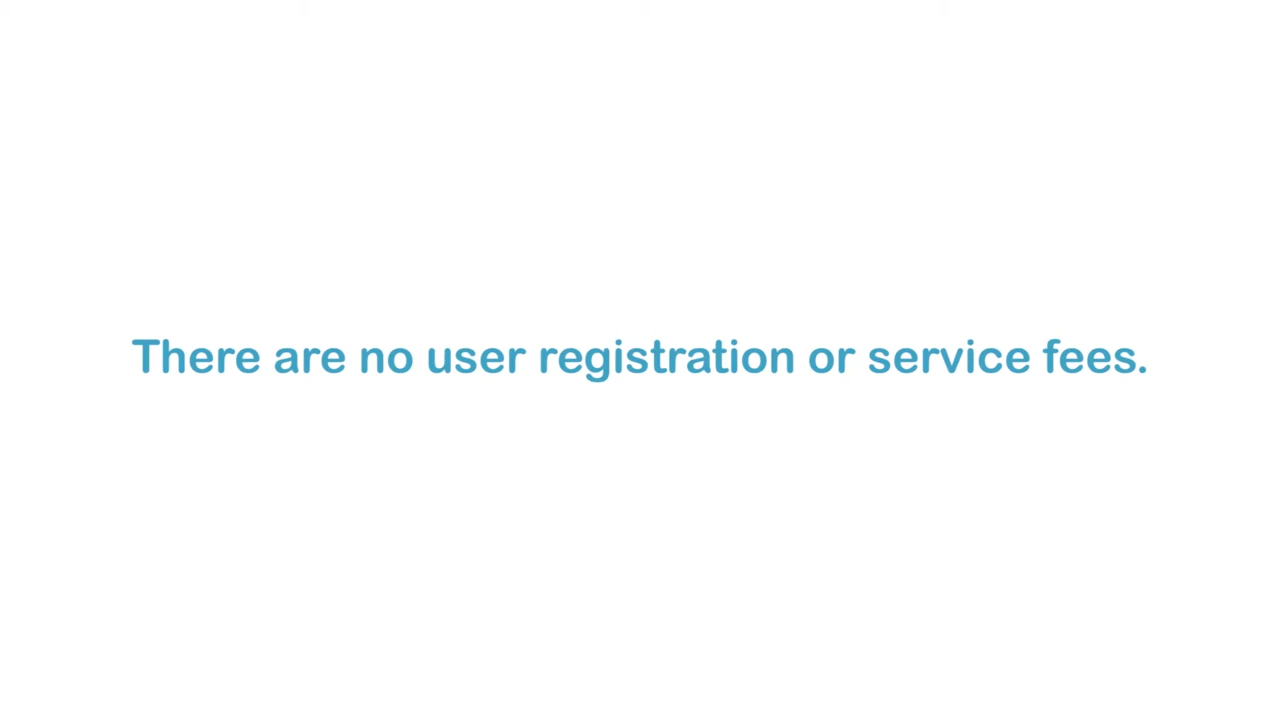 There are no user registration or service fees.